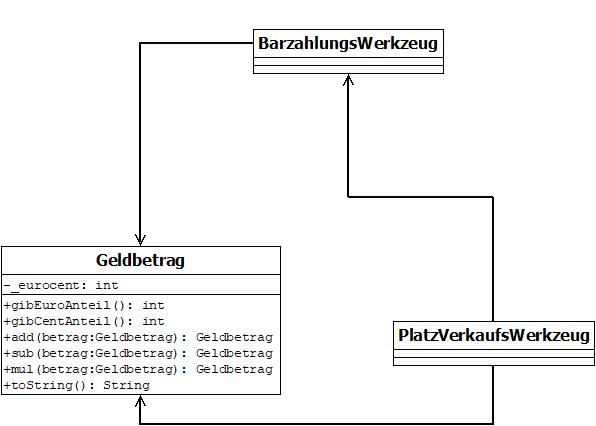 BarzahlungsWerkzeug
Geldbetrag
-_eurocent: int
+gibEuroAnteil(): int
+gibCentAnteil(): int
+add(betrag:Geldbetrag): Geldbetrag
+sub(betrag:Geldbetrag): Geldbetrag
+mul(betrag:Geldbetrag): Geldbetrag
+toString(): String
PlatzVerkaufsWerkzeug